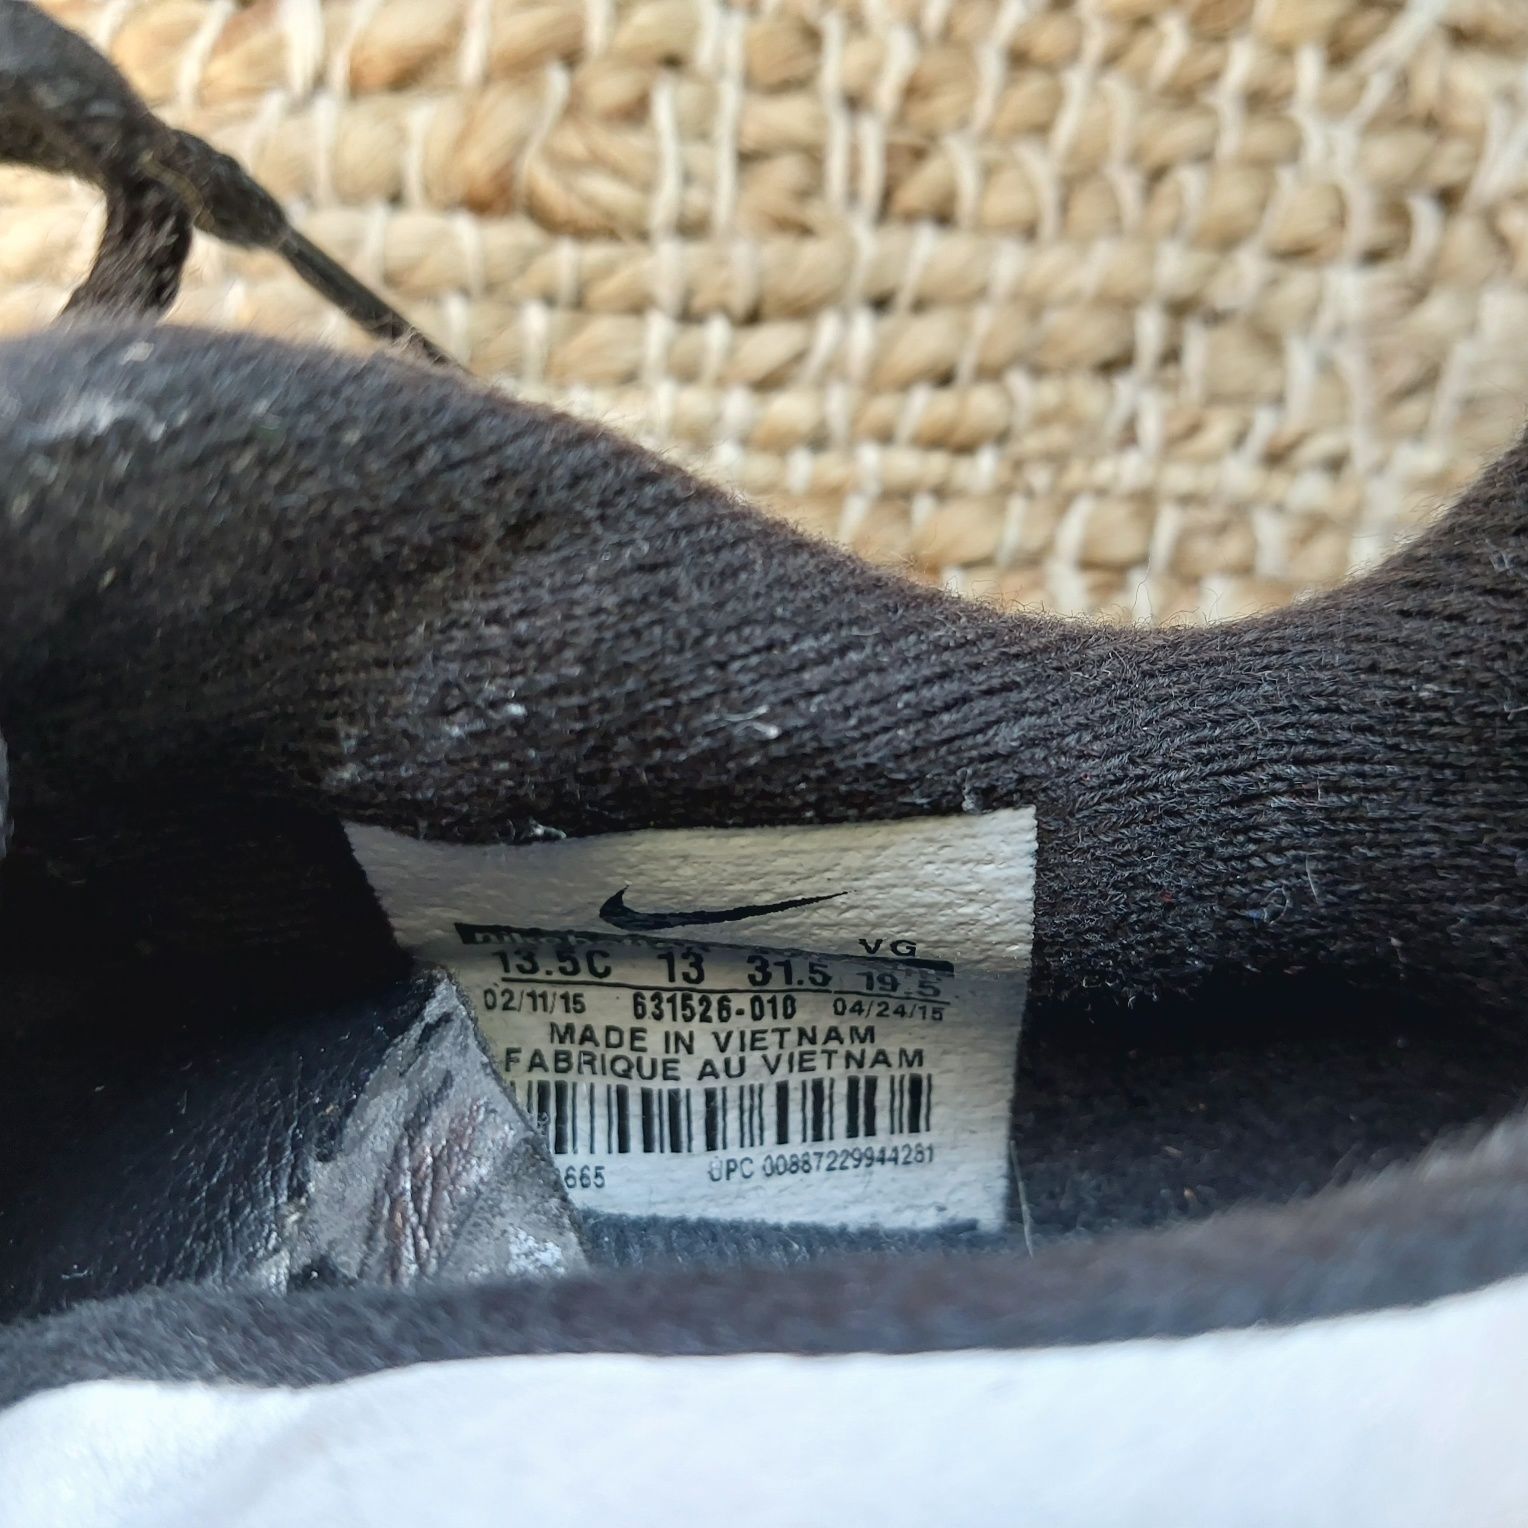 VG
13.5C 13 31.5 19.5
02/11/15 631526-010 04/24/15
MADE IN VIETNAM
FABRIQUE AU VIETNAM
665 UPC 00887229944281